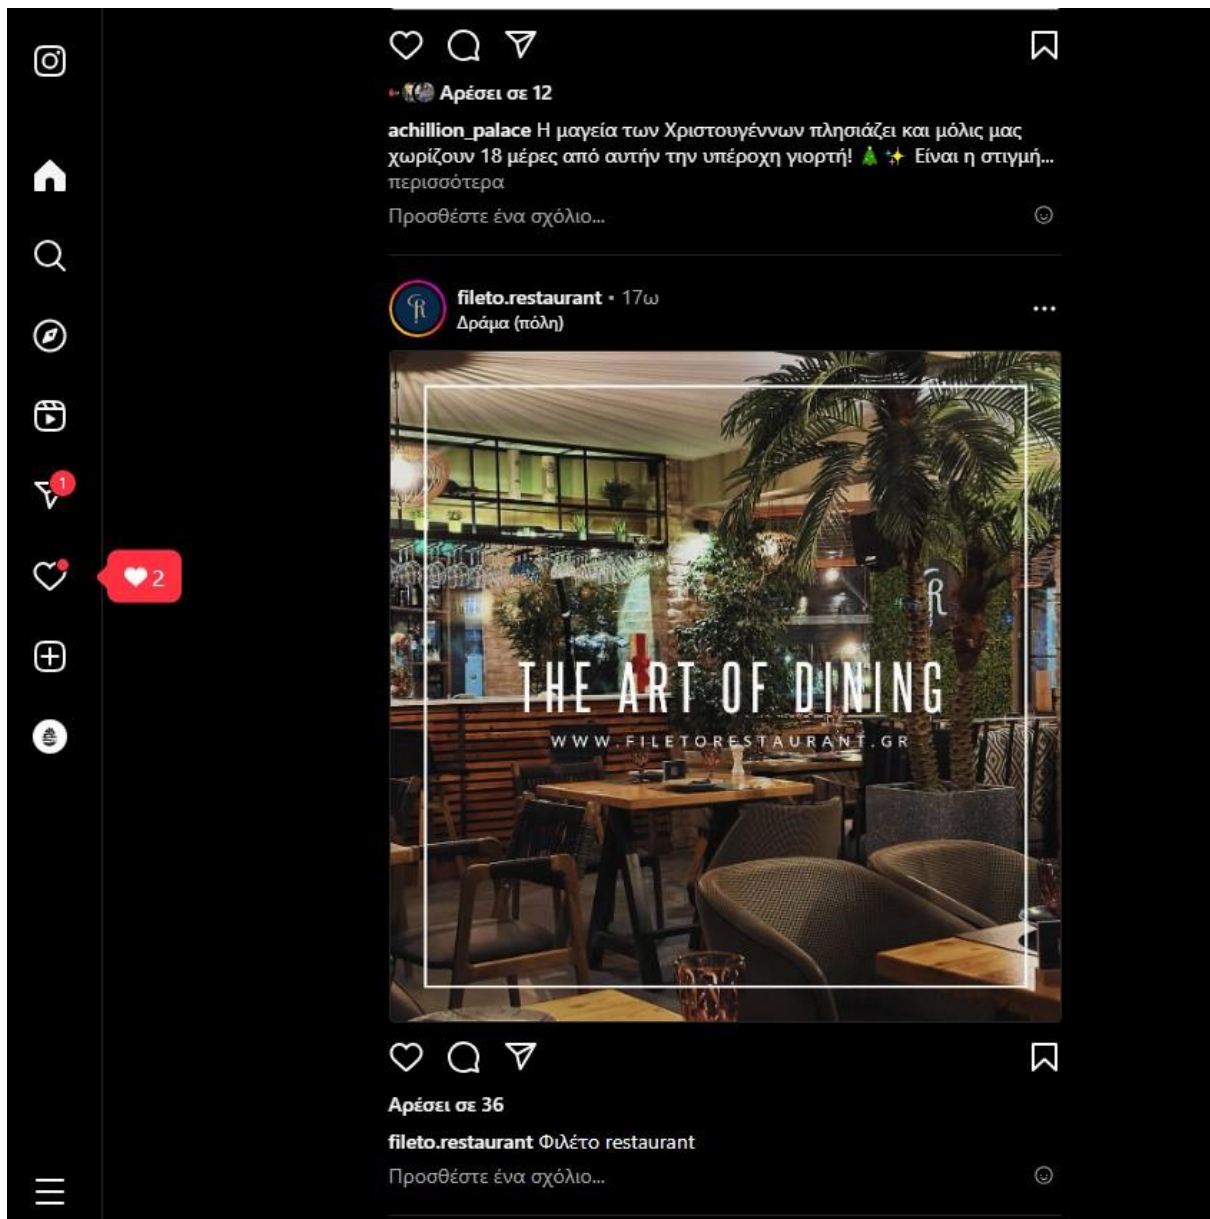 Αρέσει σε 12
achillion_palace Η μαγεία των Χριστουγέννων πλησιάζει και μόλις μας
χωρίζουν 18 μέρες από αυτήν την υπέροχη γιορτή! 🎄 ✨ Είναι η στιγμή...
περισσότερα
Προσθέστε ένα σχόλιο...
fileto.restaurant • 17ω
Δράμα (πόλη)
1
2
R
THE ART OF DINING
WWW.FILETORESTAURANT.GR
Αρέσει σε 36
fileto.restaurant Φιλέτο restaurant
Προσθέστε ένα σχόλιο...